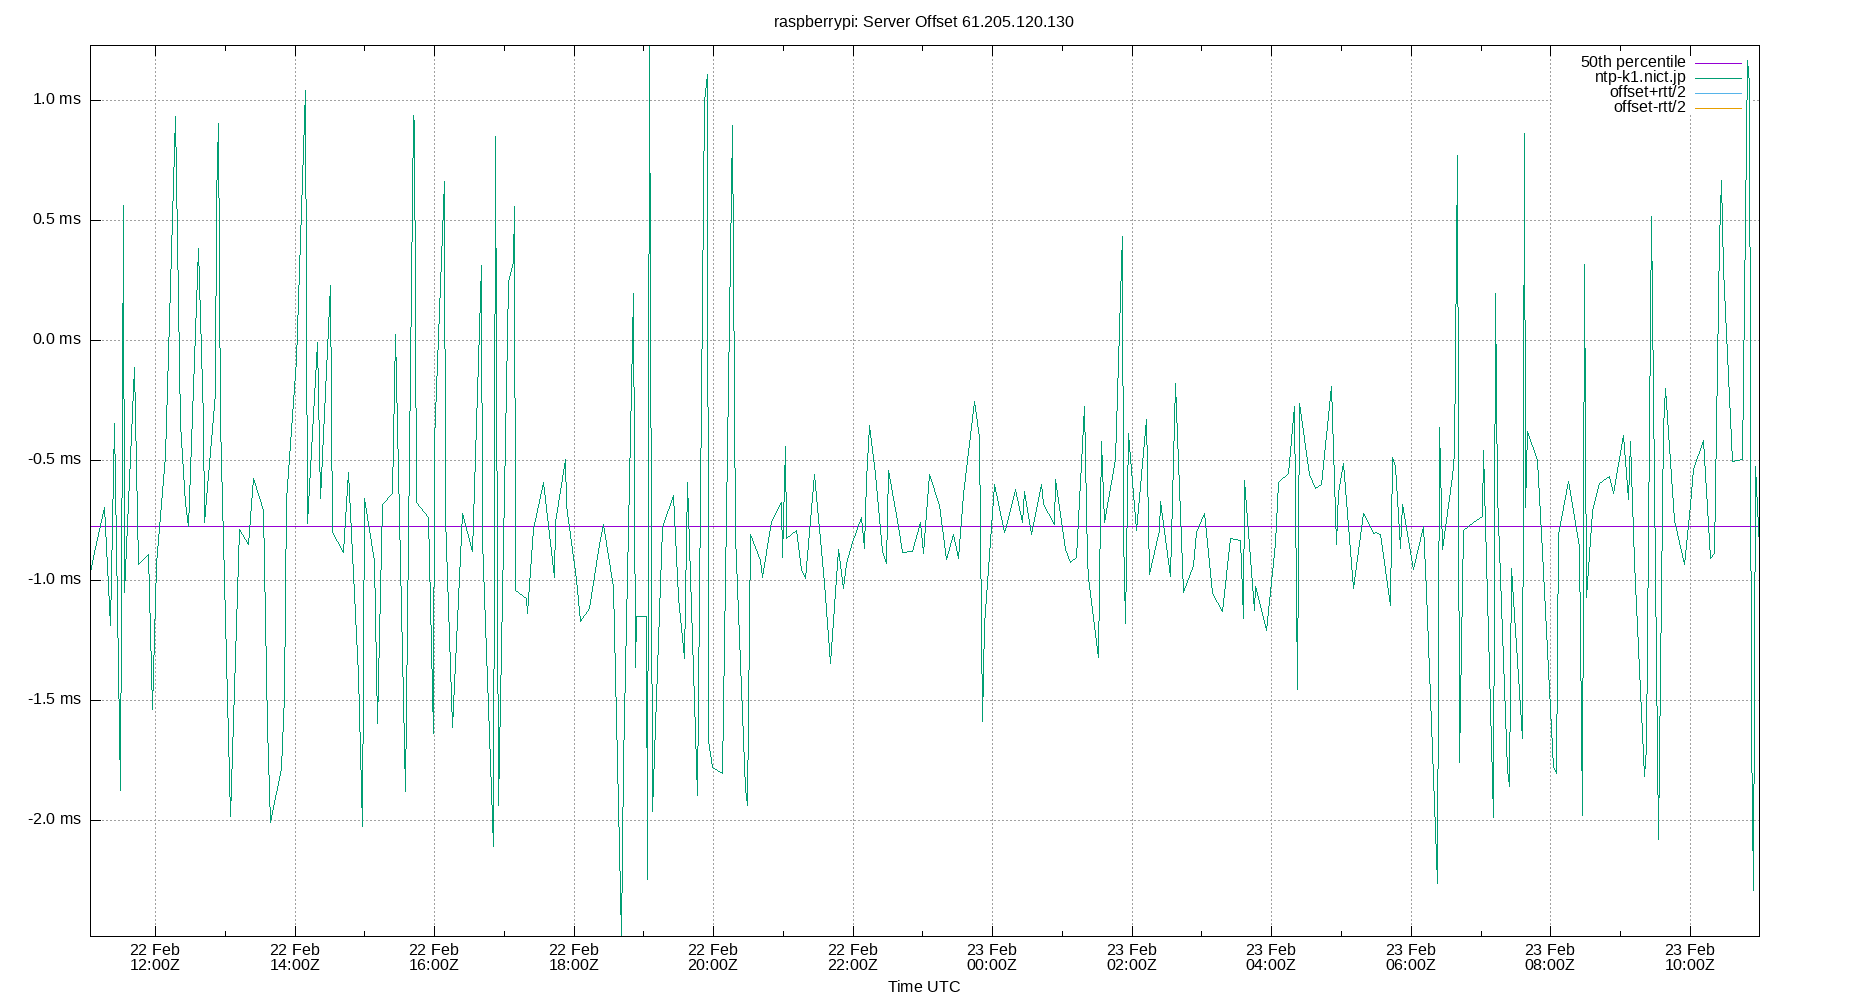 raspberrypi: Server Offset 61.205.120.130
50th percentile
ntp-k1.nict.jp
offset+rtt/2
offset-rtt/2
1.0 ms
0.5 ms
0.0 ms
-0.5 ms
-1.0 ms
-1.5 ms
-2.0 ms
22 Feb 22 Feb 22 Feb 22 Feb 22 Feb 22 Feb 23 Feb 23 Feb 23 Feb 23 Feb 23 Feb 23 Feb
12:00Z 14:00Z 16:00Z 18:00Z 20:00Z 22:00Z 00:00Z 02:00Z 04:00Z 06:00Z 08:00Z 10:00Z
Time UTC